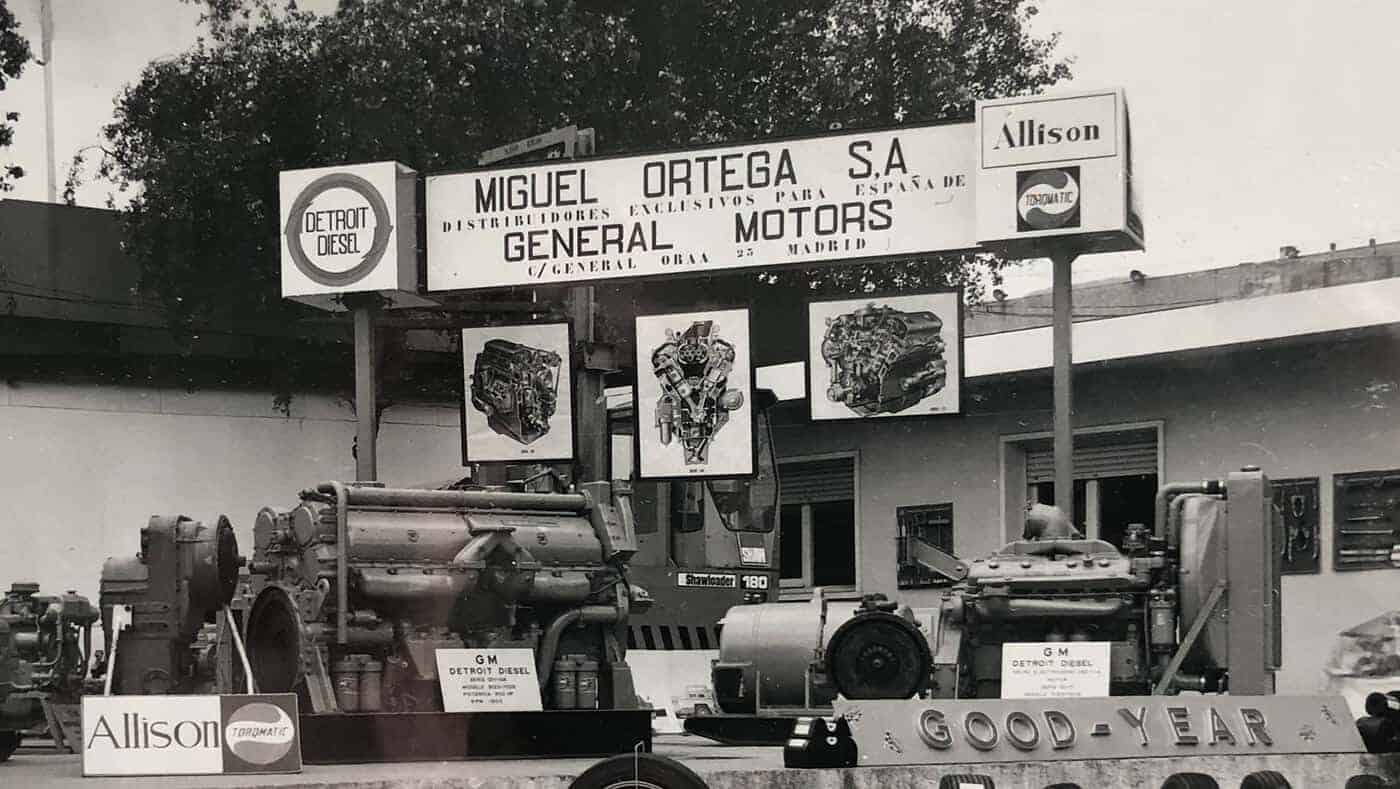 DETROIT
DIESEL
MIGUEL ORTEGA S,A
DISTRIBUIDORES EXCLUSIVOS PARA ESPAÑA DE
GENERAL MOTORS
C/GENERAL ORAA 25 MADRID
Allison
TORQMATIC
Shawloader 180
GM
DETROIT DIESEL
GM
DETROIT DIESEL
MOTOR
Allison
TORQMATIC
GOOD-YEAR